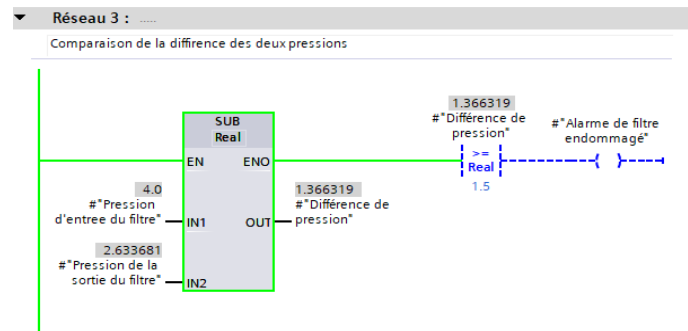 Réseau 3 : .....
Comparaison de la diffirence des deux pressions
1.366319
#"Différence de
pression"
#"Alarme de filtre
endommagé"
SUB
Real
EN
ENO
>=
Real
1.5
4.0
#"Pression
d'entree du filtre"
IN1
OUT
1.366319
#"Différence de
pression"
2.633681
#"Pression de la
sortie du filtre"
IN2